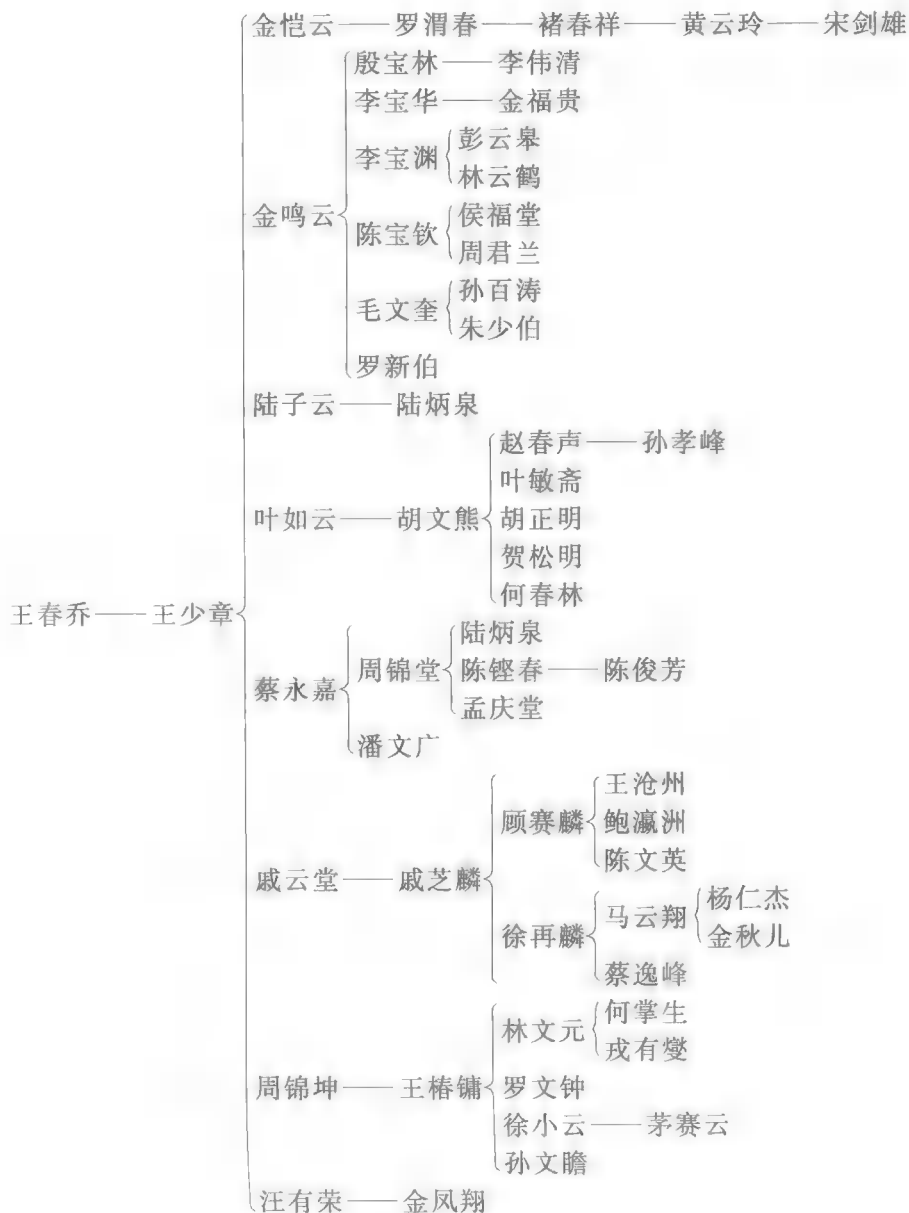 金恺云——罗渭春——褚春祥——黄云玲——宋剑雄
殷宝林——李伟清
李宝华——金福贵
彭云皋
李宝渊
林云鹤
金鸣云
侯福堂
陈宝钦
周君兰
孙百涛
毛文奎
朱少伯
罗新伯
陆子云——陆炳泉
赵春声——孙孝峰
叶敏斋
叶如云——胡文熊 胡正明
贺松明
何春林
王春乔——王少章
陆炳泉
周锦堂 陈铿春——陈俊芳
蔡永嘉
孟庆堂
潘文广
王沧州
顾赛麟 鲍瀛洲
陈文英
戚云堂——戚芝麟
杨仁杰
马云翔
金秋儿
徐再麟
蔡逸峰
何掌生
林文元
戎有燮
周锦坤——王椿镛 罗文钟
徐小云——茅赛云
孙文瞻
汪有荣——金凤翔